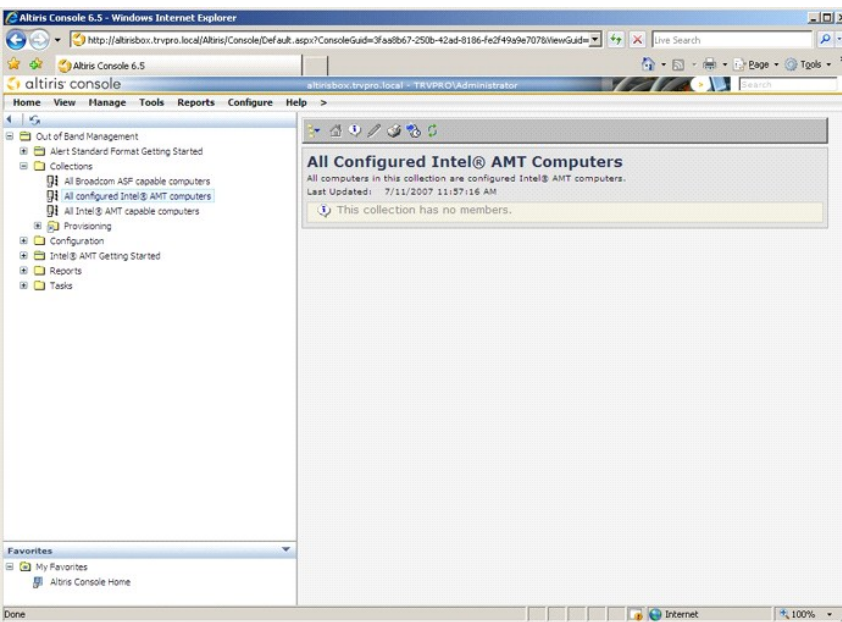 Altiris Console 6.5 - Windows Internet Explorer
http://altirisbox.trvpro.local/Altiris/Console/Default.aspx?ConsoleGuid=3faa8b67-250b-42ad-8186-fe2f49a9e707&ViewGuid=
Live Search
Altiris Console 6.5
Page
Tools
altiris console
altirisbox.trvpro.local - TRVPRO\Administrator
Search
Home View Manage Tools Reports Configure Help >
Out of Band Management
Alert Standard Format Getting Started
Collections
All Broadcom ASF capable computers
All configured Intel® AMT computers
All Intel® AMT capable computers
Provisioning
Configuration
Intel® AMT Getting Started
Reports
Tasks
All Configured Intel® AMT Computers
All computers in this collection are configured Intel® AMT computers.
Last Updated: 7/11/2007 11:57:16 AM
This collection has no members.
Favorites
My Favorites
Altiris Console Home
Done
Internet
100%